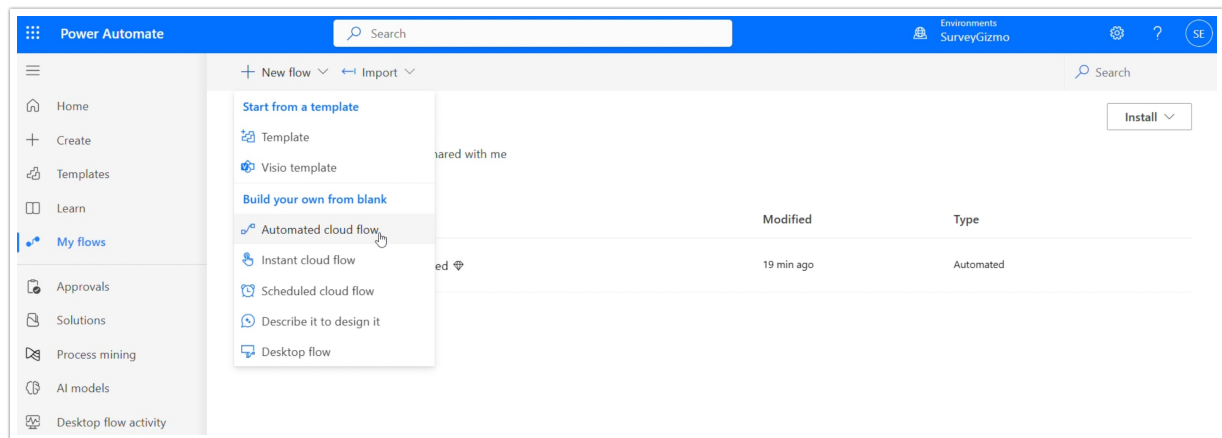 Power Automate
Search
Environments
SurveyGizmo
?
SE
New flow
Import
Search
Home
Create
Templates
Learn
My flows
Approvals
Solutions
Process mining
AI models
Desktop flow activity
Start from a template
Template
Visio template
Build your own from blank
Automated cloud flow
Instant cloud flow
Scheduled cloud flow
Describe it to design it
Desktop flow
Install
with me
Modified
Type
19 min ago
Automated